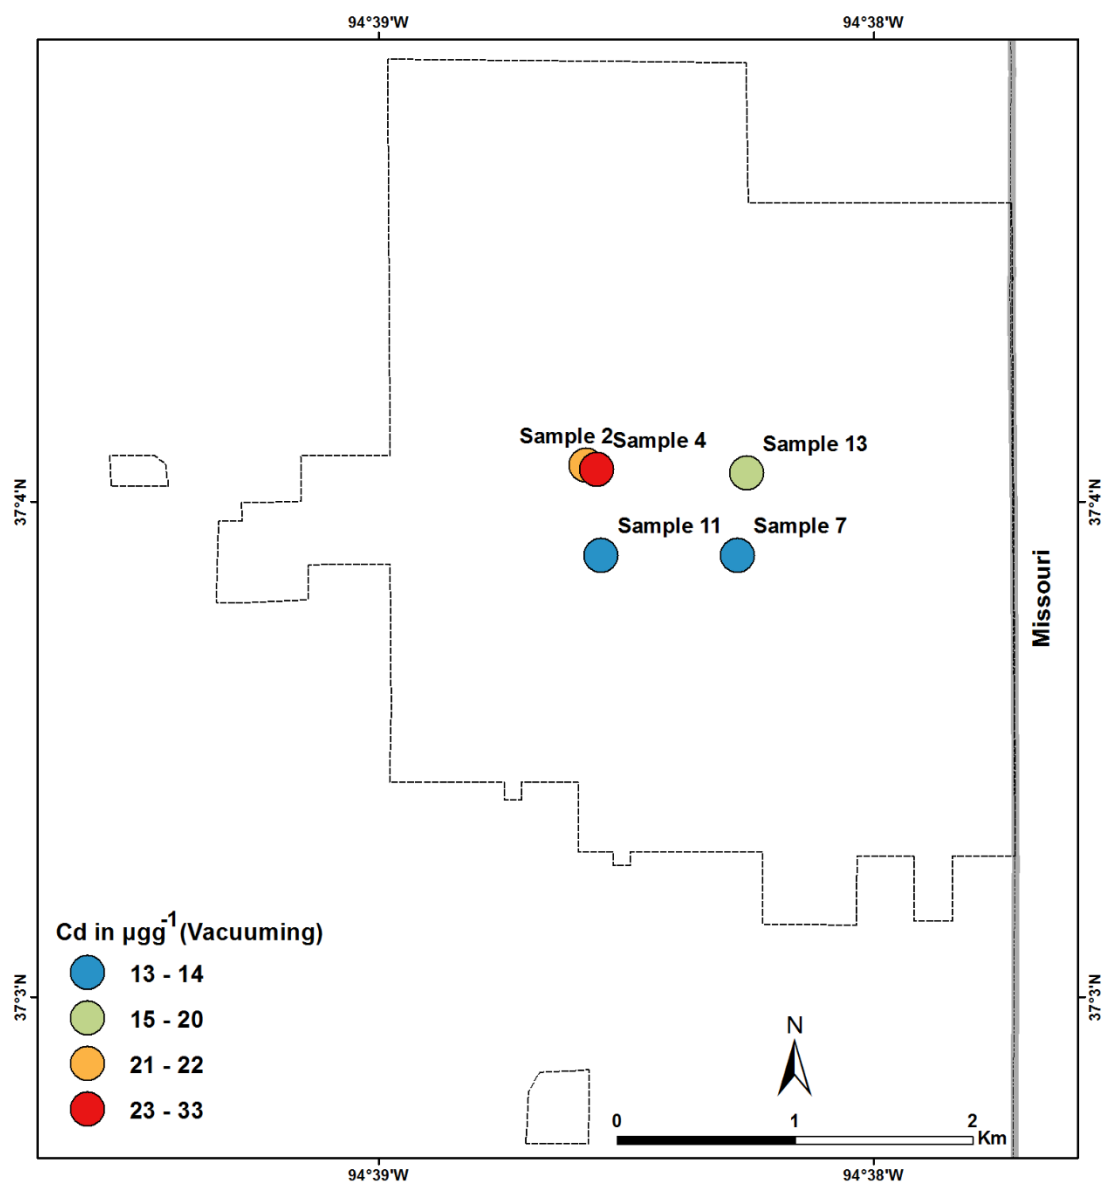 94°39'W
94°38'W
Sample 2
Sample 4
Sample 13
37°4'N
37°4'N
Sample 11
Sample 7
Missouri
Cd in µgg⁻¹ (Vacuuming)
13 - 14
15 - 20
21 - 22
23 - 33
37°3'N
37°3'N
N
0
1
2
Km
94°39'W
94°38'W